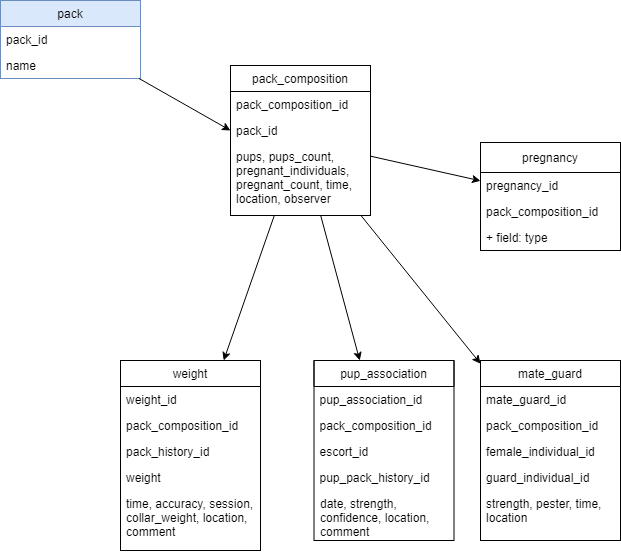 pack
pack_id
name
pack_composition
pack_composition_id
pack_id
pups, pups_count,
pregnant_individuals,
pregnant_count, time,
location, observer
pregnancy
pregnancy_id
pack_composition_id
+ field: type
weight
weight_id
pack_composition_id
pack_history_id
weight
time, accuracy, session,
collar_weight, location,
comment
pup_association
pup_association_id
pack_composition_id
escort_id
pup_pack_history_id
date, strength,
confidence, location,
comment
mate_guard
mate_guard_id
pack_composition_id
female_individual_id
guard_individual_id
strength, pester, time,
location